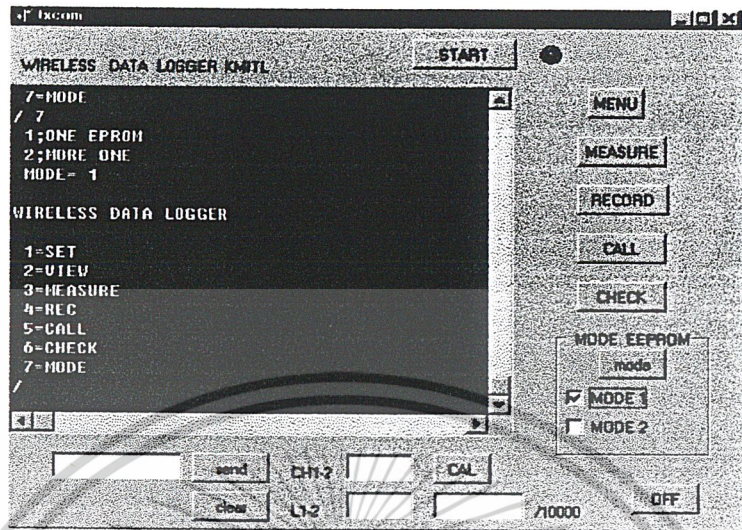 fxcom
WIRELESS DATA LOGGER KMITL
START
7=MODE
/ 7
1;ONE EPROM
2;MORE ONE
MODE= 1
WIRELESS DATA LOGGER
1=SET
2=VIEW
3=MEASURE
4=REC
5=CALL
6=CHECK
7=MODE
/
MENU
MEASURE
RECORD
CALL
CHECK
MODE EEPROM
mode
MODE 1
MODE 2
send
CH1-2
CAL
clear
L1-2
/10000
OFF